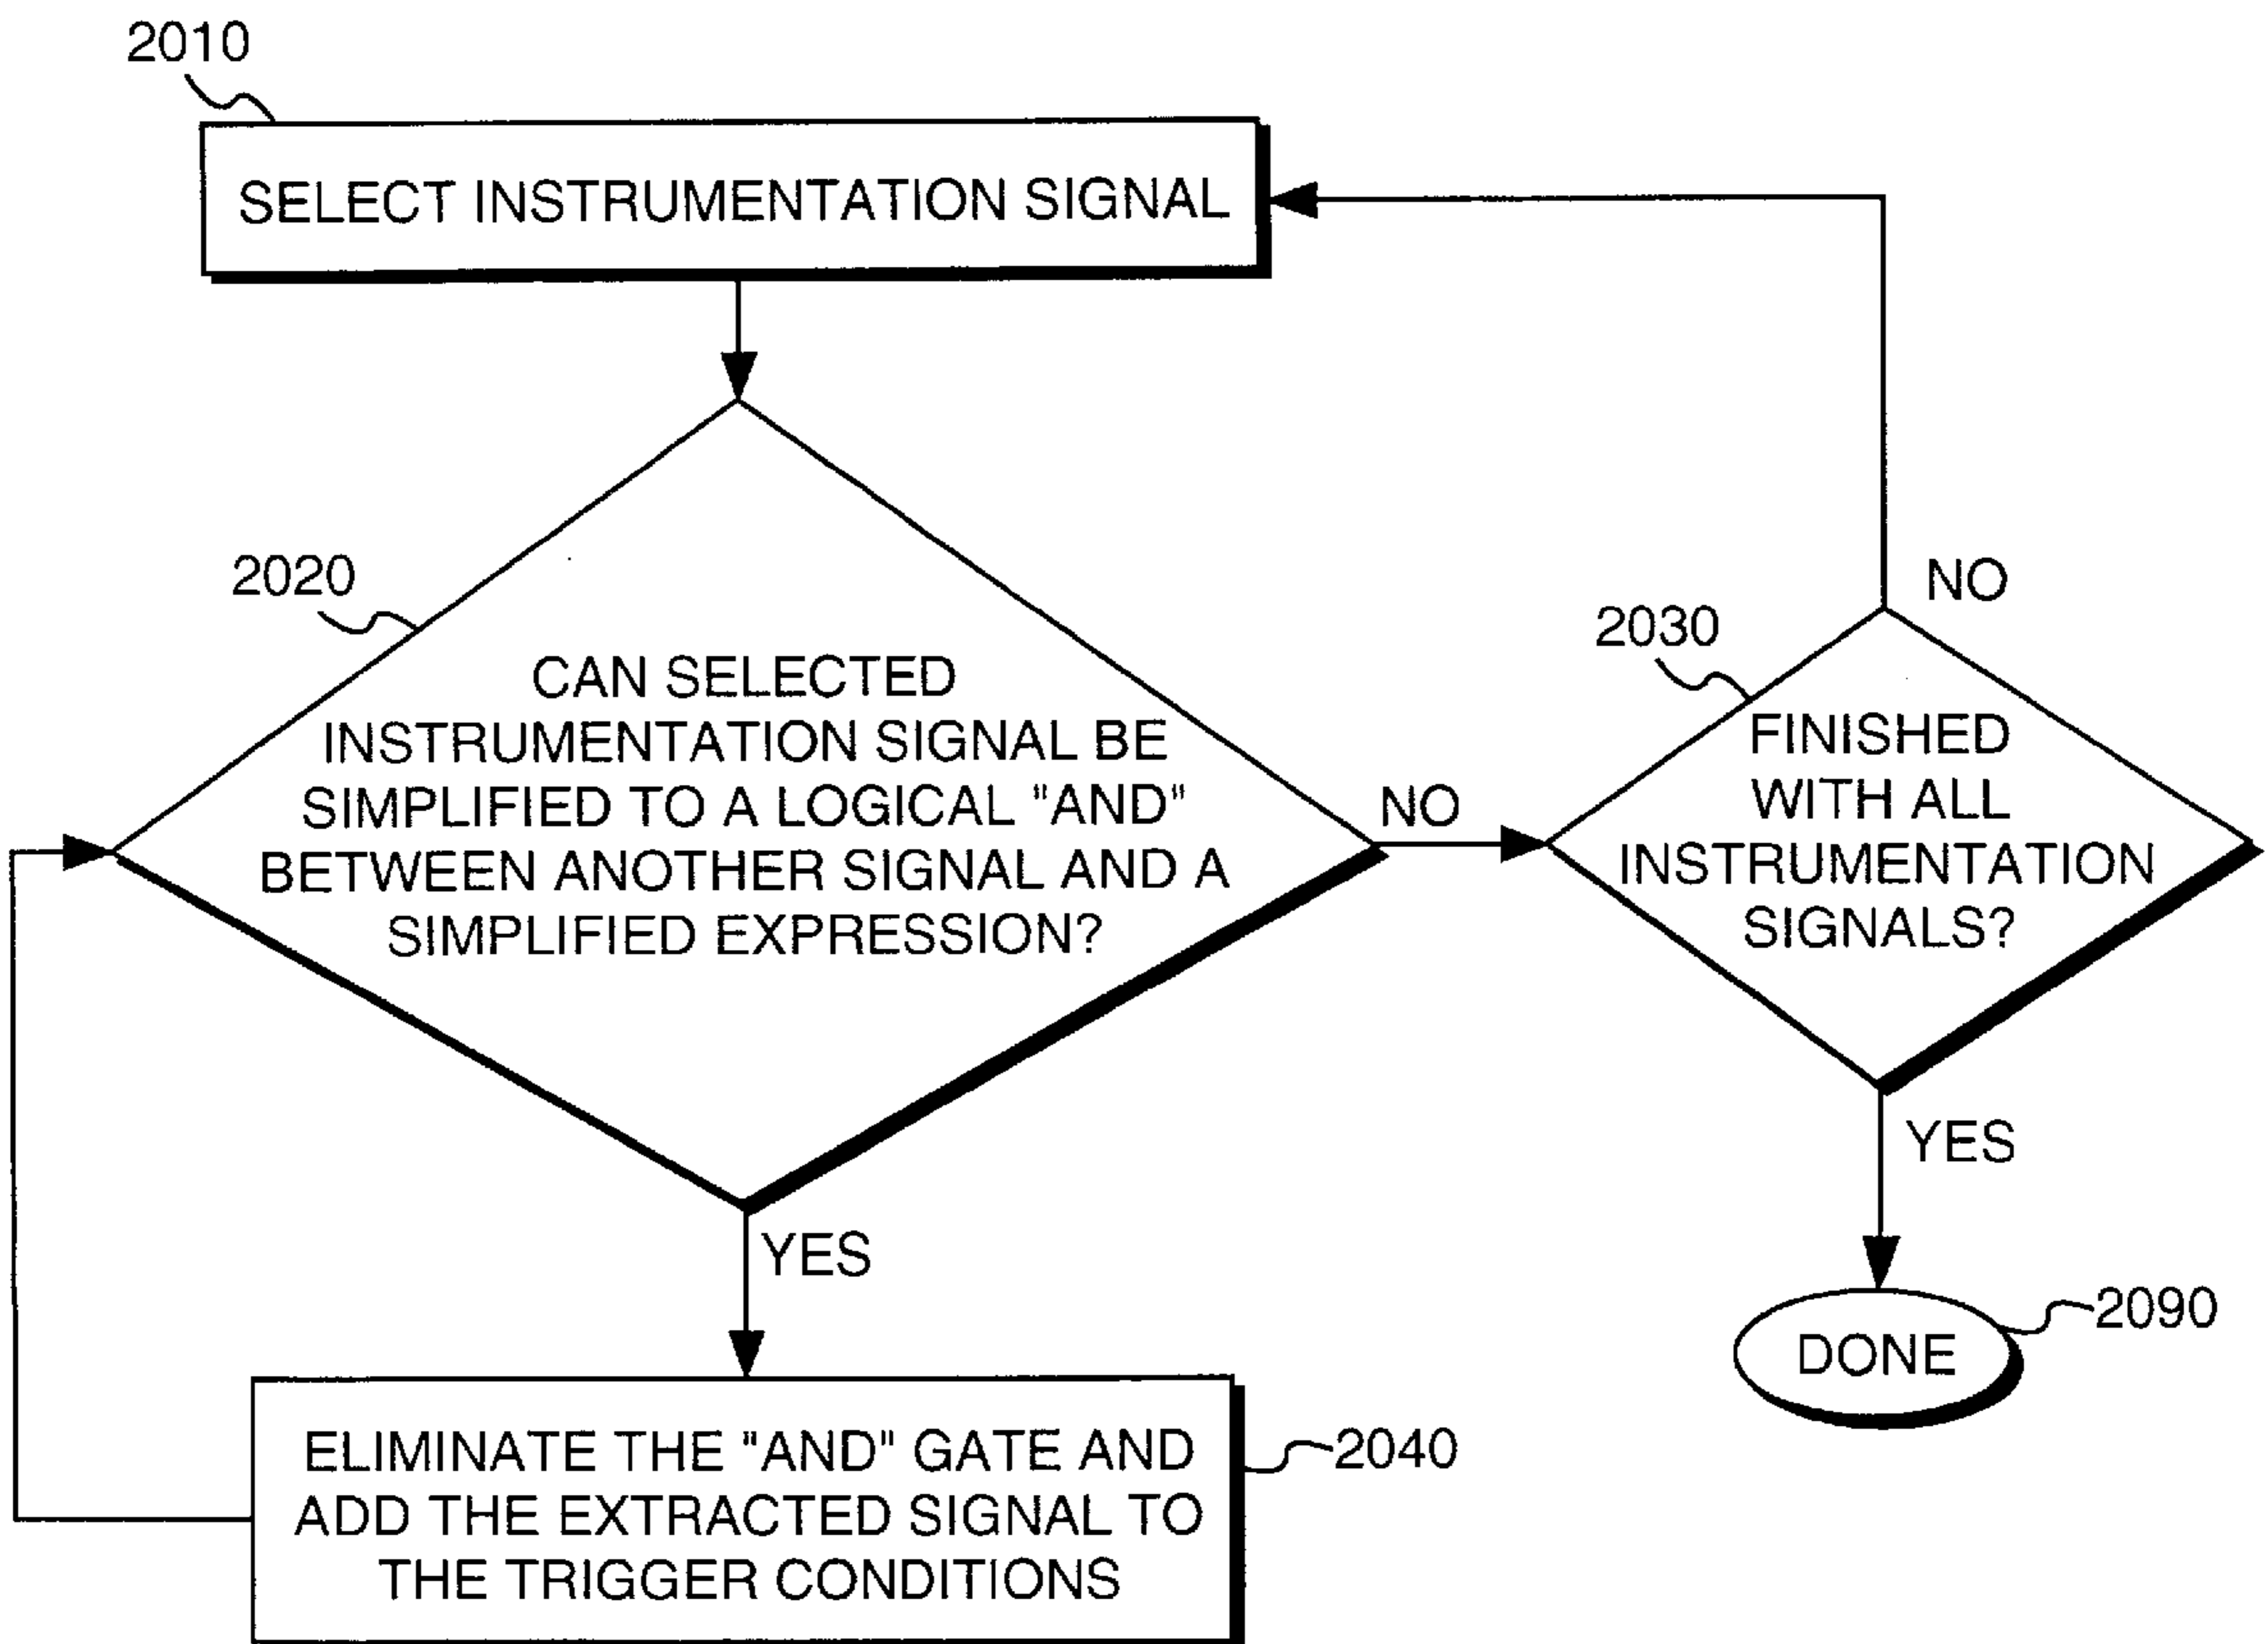 2010
SELECT INSTRUMENTATION SIGNAL
2020
CAN SELECTED
INSTRUMENTATION SIGNAL BE
SIMPLIFIED TO A LOGICAL "AND"
BETWEEN ANOTHER SIGNAL AND A
SIMPLIFIED EXPRESSION?
NO
2030
FINISHED
WITH ALL
INSTRUMENTATION
SIGNALS?
NO
YES
DONE
2090
YES
ELIMINATE THE "AND" GATE AND
ADD THE EXTRACTED SIGNAL TO
THE TRIGGER CONDITIONS
2040